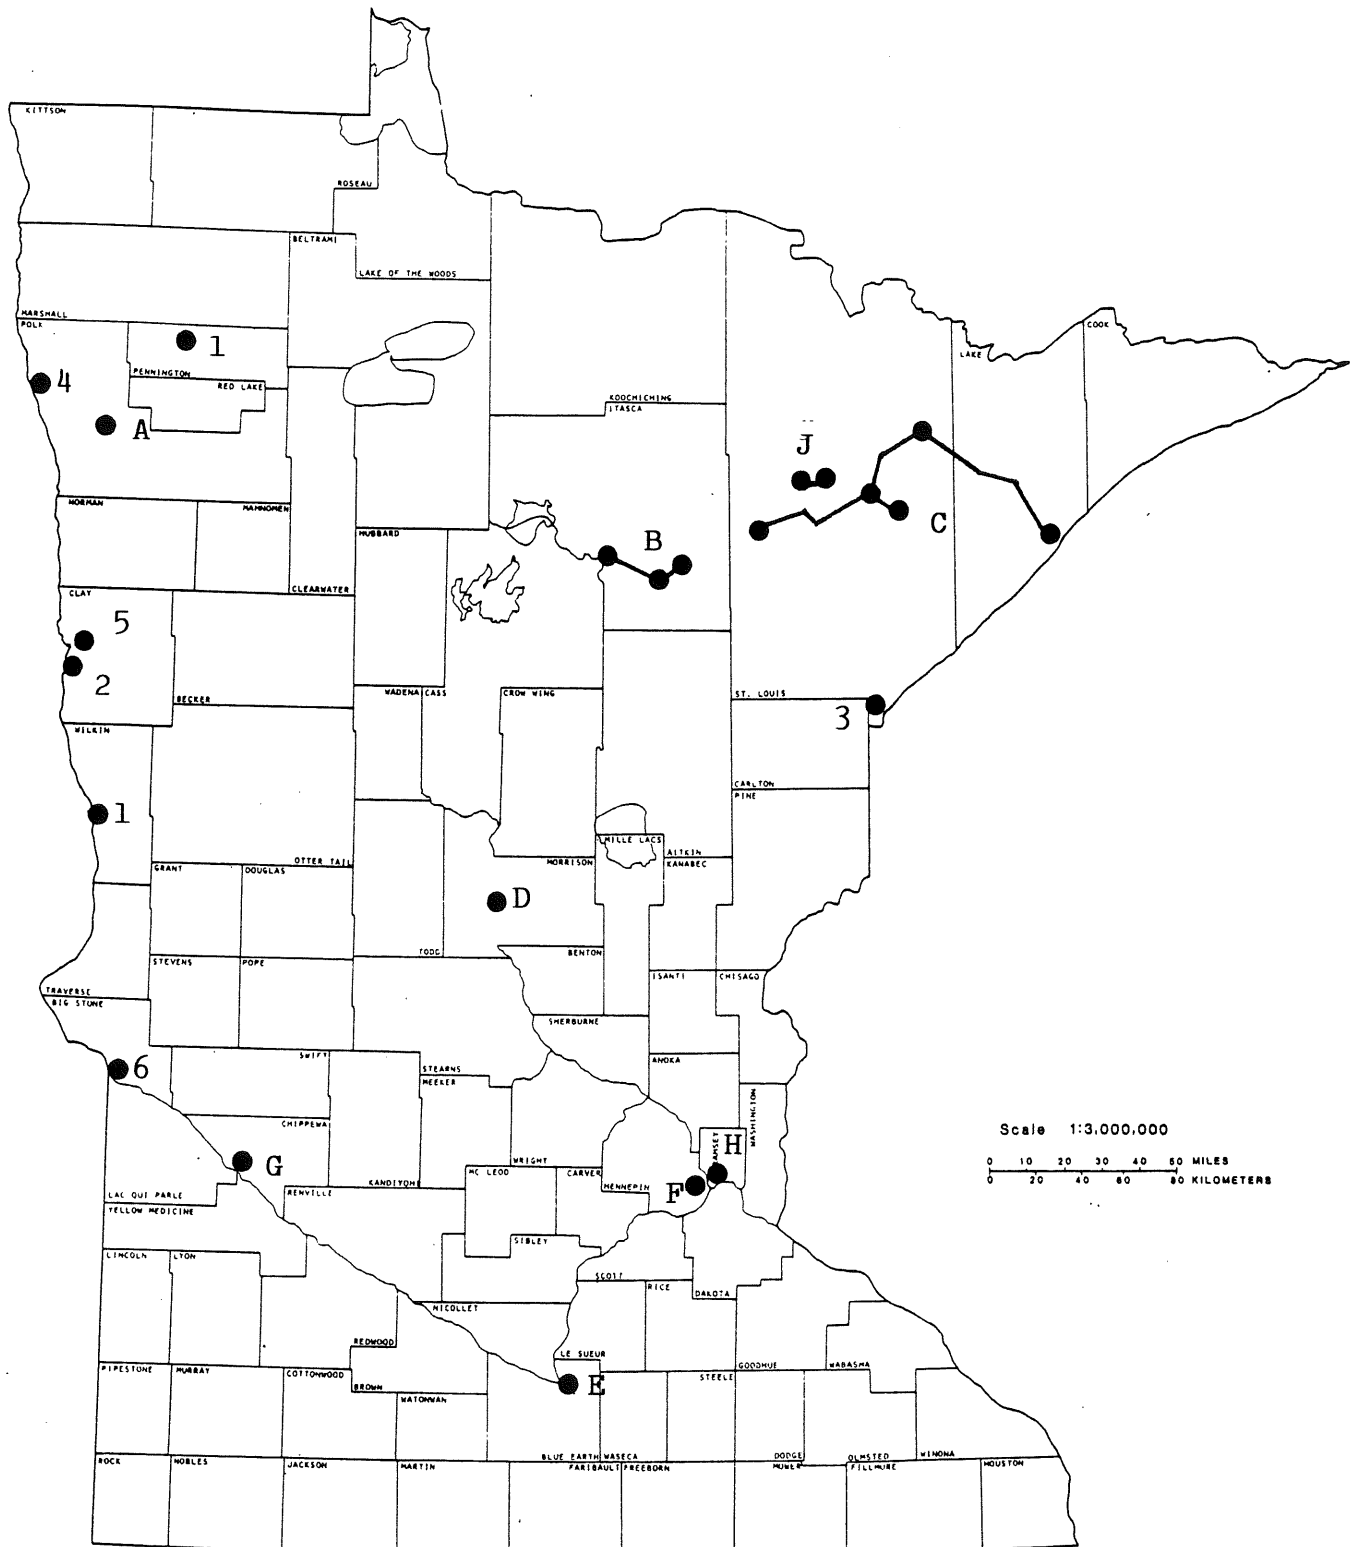 KITTSON
ROSEAU
BELTRAMI
LAKE OF THE WOODS
MARSHALL
POLK
COOK
1
LAKE
PENNINGTON
4
RED LAKE
KOOCHICHING
ITASCA
A
J
NORMAN
MAHNOMEN
C
HUBBARD
B
CLEARWATER
CLAY
5
2
BECKER
WADENA
CASS
CROW WING
ST. LOUIS
3
WILKIN
CARLTON
PINE
1
MILLE LACS
OTTER TAIL
MORRISON
AITKIN
KANABEC
GRANT
DOUGLAS
D
TODD
BENTON
STEVENS
POPE
ISANTI
CHISAGO
TRAVERSE
BIG STONE
SHERBURNE
SWIFT
ANOKA
6
STEARNS
MEEKER
WASHINGTON
CHIPPEWA
Scale 1:3,000,000
H
RAMSEY
10 0 10 20 30 40 50 MILES
G
WRIGHT
MC LEOD
CARVER
0 20 40 60 80 KILOMETERS
KANDIYOHI
HENNEPIN
F
LAC QUI PARLE
RENVILLE
YELLOW MEDICINE
SIBLEY
LINCOLN
LYON
SCOTT
RICE
DAKOTA
NICOLLET
REDWOOD
LE SUEUR
PIPESTONE
MURRAY
COTTONWOOD
GOODHUE
WABASHA
STEELE
BROWN
E
WATONWAN
BLUE EARTH
WASECA
DODGE
OLMSTED
WINONA
ROCK
NOBLES
JACKSON
MARTIN
FARIBAULT
FREEBORN
MOWER
FILLMORE
HOUSTON